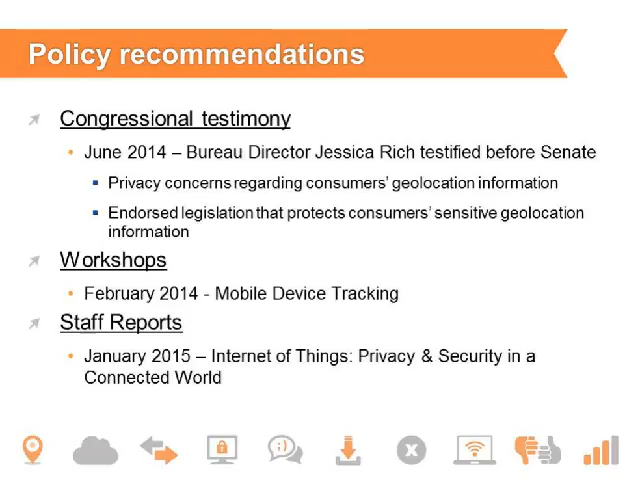 Policy recommendations
Congressional testimony
• June 2014 – Bureau Director Jessica Rich testified before Senate
▪ Privacy concerns regarding consumers' geolocation information
▪ Endorsed legislation that protects consumers' sensitive geolocation
information
Workshops
• February 2014 - Mobile Device Tracking
Staff Reports
• January 2015 – Internet of Things: Privacy & Security in a
Connected World